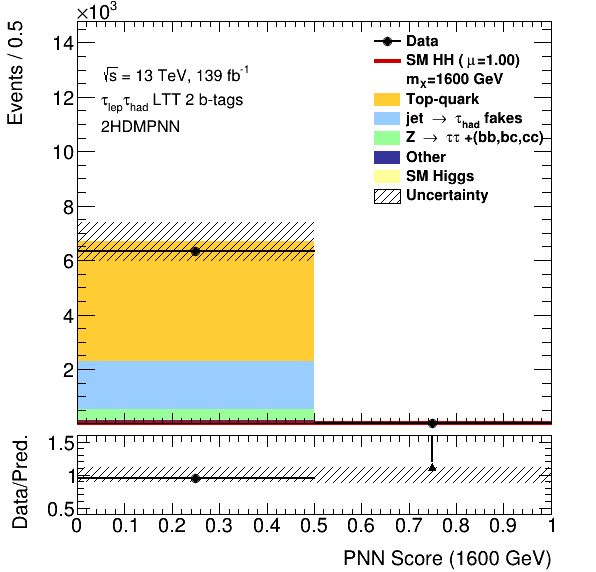 ×10³
Events / 0.5
14
12
10
8
6
4
2
√s = 13 TeV, 139 fb⁻¹
τlepτhad LTT 2 b-tags
2HDMPNN
Data
SM HH ( μ=1.00)
mX=1600 GeV
Top-quark
jet → τhad fakes
Z → ττ +(bb,bc,cc)
Other
SM Higgs
Uncertainty
Data/Pred.
1.5
1
0.5
0 0.1 0.2 0.3 0.4 0.5 0.6 0.7 0.8 0.9 1
PNN Score (1600 GeV)